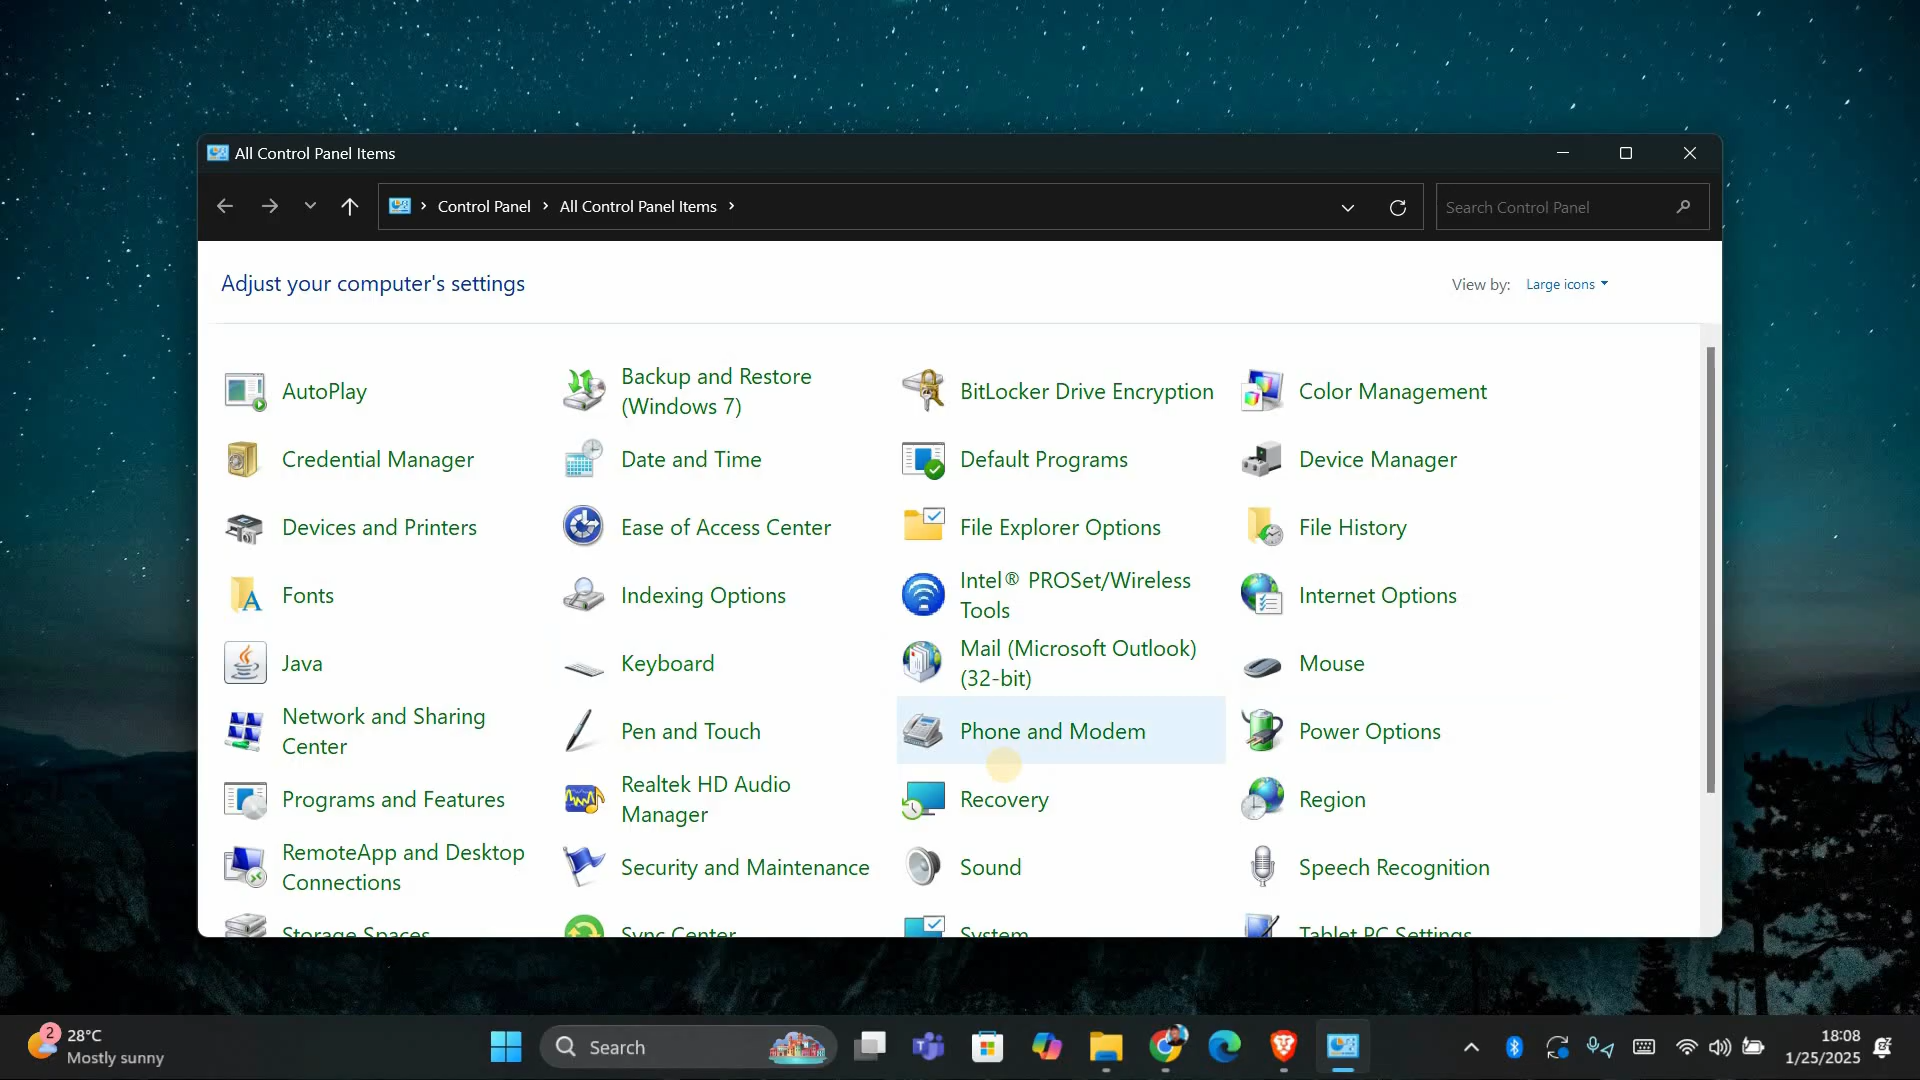 All Control Panel Items
Control Panel All Control Panel Items
Search Control Panel
Adjust your computer's settings
View by: Large icons
AutoPlay
Backup and Restore
(Windows 7)
BitLocker Drive Encryption
Color Management
Credential Manager
Date and Time
Default Programs
Device Manager
Devices and Printers
Ease of Access Center
File Explorer Options
File History
Fonts
Indexing Options
Intel® PROSet/Wireless
Tools
Internet Options
Java
Keyboard
Mail (Microsoft Outlook)
(32-bit)
Mouse
Network and Sharing
Center
Pen and Touch
Phone and Modem
Power Options
Programs and Features
Realtek HD Audio
Manager
Recovery
Region
RemoteApp and Desktop
Connections
Security and Maintenance
Sound
Speech Recognition
Storage Spaces
Sync Center
System
Tablet PC Settings
2
28°C
Mostly sunny
Search
18:08
1/25/2025